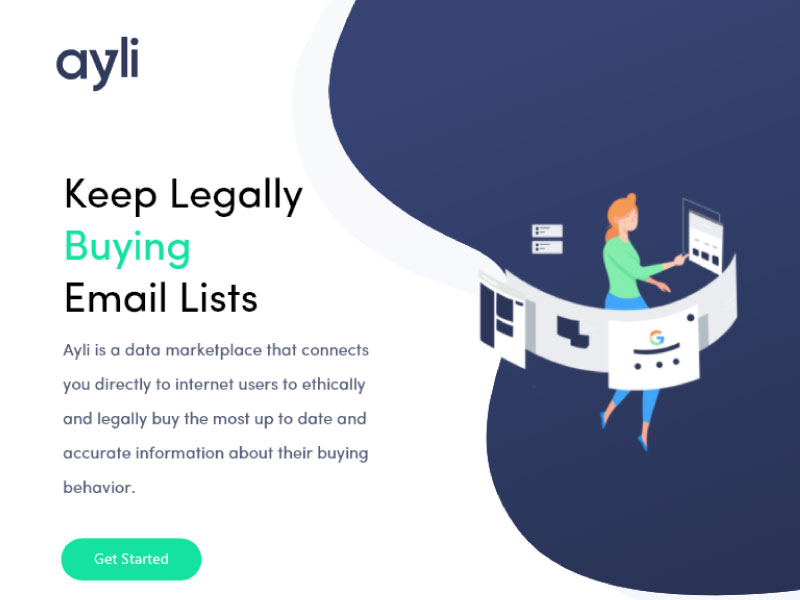 ayli
Keep Legally
Buying
Email Lists
Ayli is a data marketplace that connects
you directly to internet users to ethically
and legally buy the most up to date and
accurate information about their buying
behavior.
G
Get Started